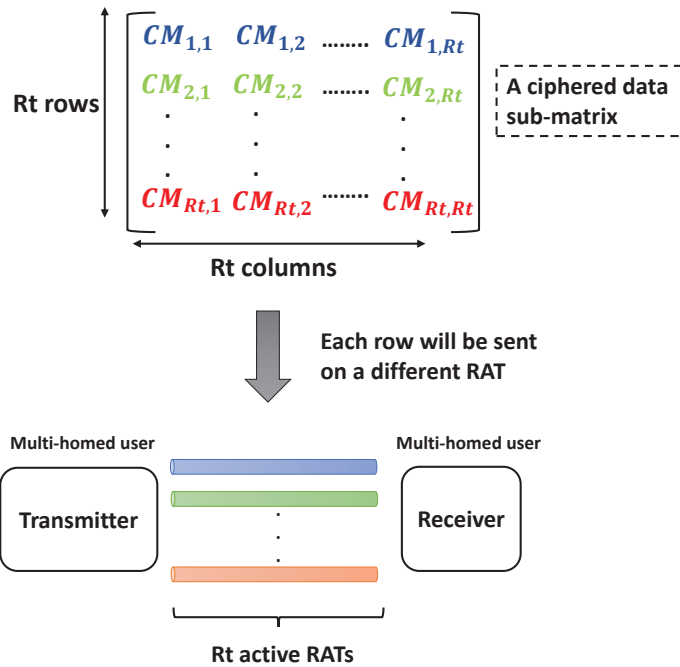 CM1,1 CM1,2 ........ CM1,Rt
CM2,1 CM2,2 CM2,Rt
Rt rows
A ciphered data
sub-matrix
. . .
. . .
. . .
CMRt,1 CMRt,2 ........ CMRt,Rt
Rt columns
Each row will be sent
on a different RAT
Multi-homed user Multi-homed user
Transmitter
Receiver
.
.
.
Rt active RATs